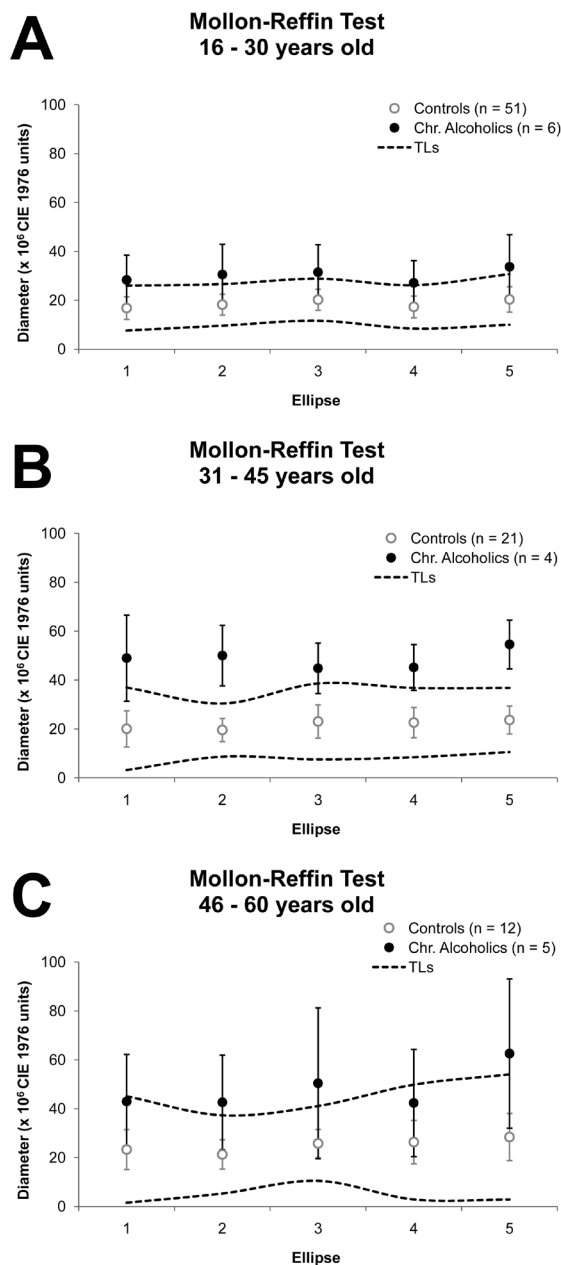 A
Mollon-Reffin Test
16 - 30 years old
Controls (n = 51)
Chr. Alcoholics (n = 6)
TLs
Diameter (x 10⁶ CIE 1976 units)
100
80
60
40
20
0
1 2 3 4 5
Ellipse
B
Mollon-Reffin Test
31 - 45 years old
Controls (n = 21)
Chr. Alcoholics (n = 4)
TLs
Diameter (x 10⁶ CIE 1976 units)
100
80
60
40
20
0
1 2 3 4 5
Ellipse
C
Mollon-Reffin Test
46 - 60 years old
Controls (n = 12)
Chr. Alcoholics (n = 5)
TLs
Diameter (x 10⁶ CIE 1976 units)
100
80
60
40
20
0
1 2 3 4 5
Ellipse